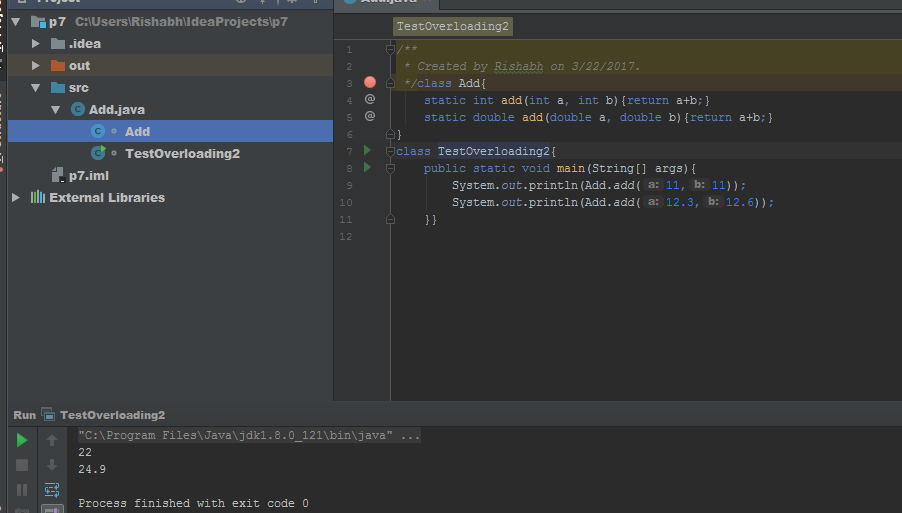 p7 C:\Users\Rishabh\IdeaProjects\p7
.idea
out
src
Add.java
Add
TestOverloading2
p7.iml
External Libraries
TestOverloading2
1 /**
2 * Created by Rishabh on 3/22/2017.
3 */class Add{
4 @ static int add(int a, int b){return a+b;}
5 @ static double add(double a, double b){return a+b;}
6 }
7 class TestOverloading2{
8 public static void main(String[] args){
9 System.out.println(Add.add( a: 11, b: 11));
10 System.out.println(Add.add( a: 12.3, b: 12.6));
11 }}
12
Run TestOverloading2
"C:\Program Files\Java\jdk1.8.0_121\bin\java" ...
22
24.9
Process finished with exit code 0